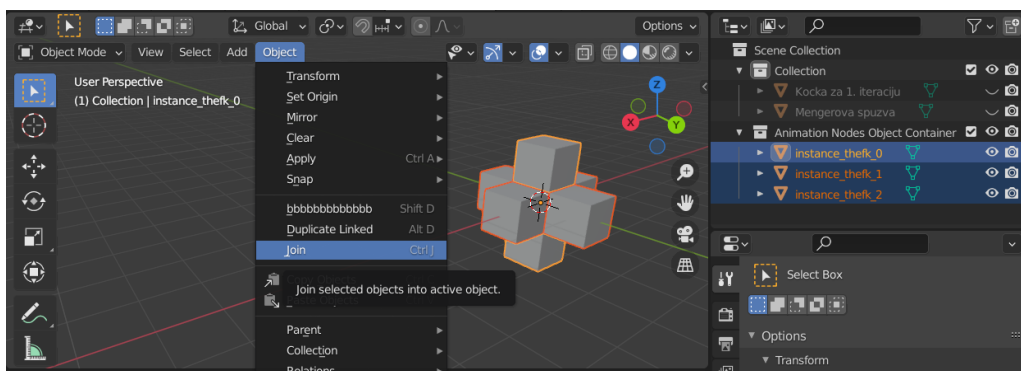 Global
Options
Object Mode
View
Select
Add
Object
User Perspective
(1) Collection | instance_thefk_0
Transform
Set Origin
Mirror
Clear
Apply Ctrl A
Snap
bbbbbbbbbbbb Shift D
Duplicate Linked Alt D
Join Ctrl J
Join selected objects into active object.
Parent
Collection
Relations
Z
X
Y
Scene Collection
Collection
Kocka za 1. iteraciju
Mengerova spuzva
Animation Nodes Object Container
instance_thefk_0
instance_thefk_1
instance_thefk_2
Select Box
Options
Transform